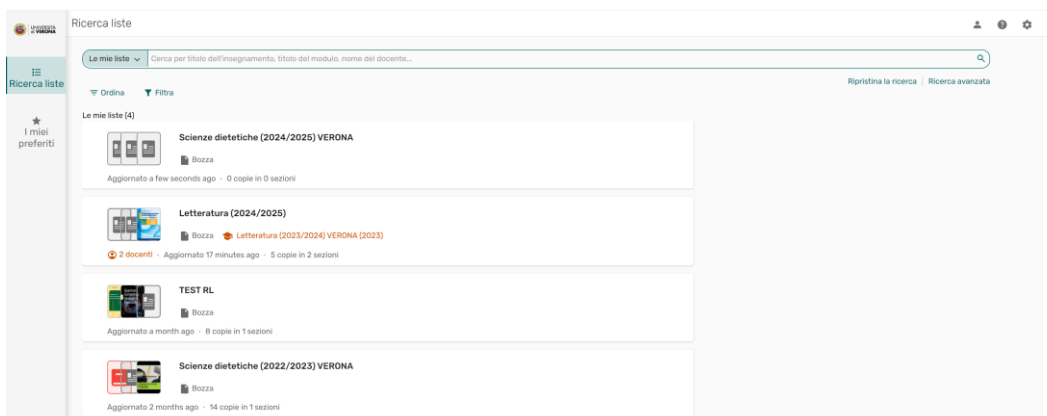 UNIVERSITÀ di VERONA
Ricerca liste
Ricerca liste
I miei preferiti
Le mie liste
Cerca per titolo dell'insegnamento, titolo del modulo, nome del docente...
Ripristina la ricerca
Ricerca avanzata
Ordina
Filtra
Le mie liste (4)
Scienze dietetiche (2024/2025) VERONA
Bozza
Aggiornato a few seconds ago · 0 copie in 0 sezioni
Letteratura (2024/2025)
Bozza Letteratura (2023/2024) VERONA (2023)
2 docenti · Aggiornato 17 minutes ago · 5 copie in 2 sezioni
TEST RL
Bozza
Aggiornato a month ago · 8 copie in 1 sezioni
Scienze dietetiche (2022/2023) VERONA
Bozza
Aggiornato 2 months ago · 14 copie in 1 sezioni